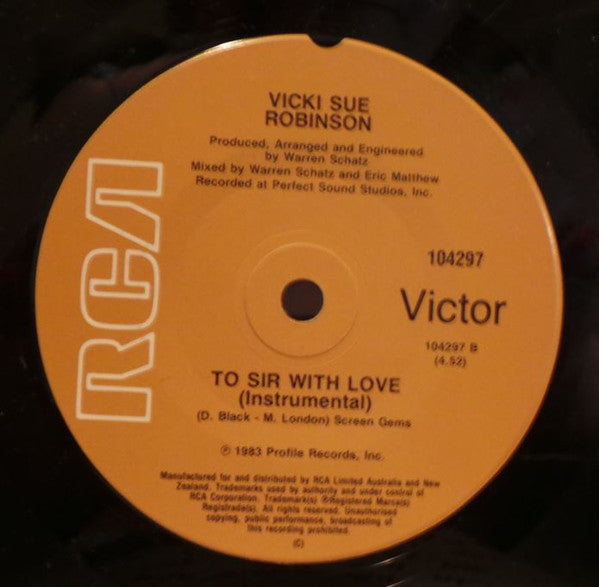 VICKI SUE
ROBINSON
Produced, Arranged and Engineered
by Warren Schatz
Mixed by Warren Schatz and Eric Matthew
Recorded at Perfect Sound Studios, Inc.
RCA
104297
Victor
104297 B
(4.52)
TO SIR WITH LOVE
(Instrumental)
(D. Black - M. London) Screen Gems
℗ 1983 Profile Records, Inc.
Manufactured for and distributed by RCA Limited Australia and New
Zealand. Trademarks used by authority and under control of
RCA Corporation. Trademark(s) ®Registered Marca(s)
Registrada(s). All rights reserved. Unauthorised
copying, public performance, broadcasting of
this recording prohibited.
(C)